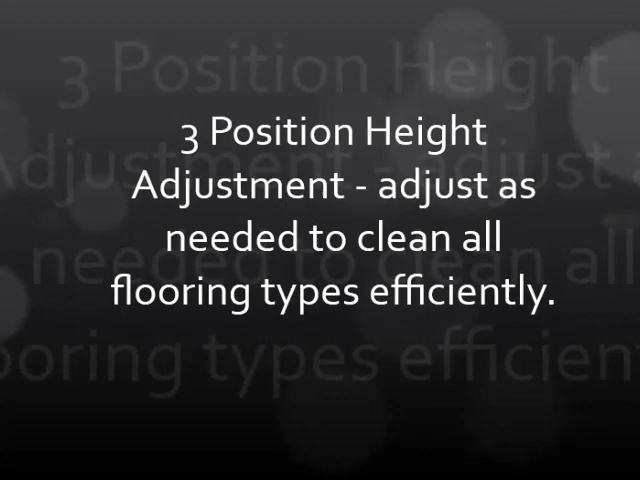 3 Position Height
Adjustment - adjust as
needed to clean all
flooring types efficiently.